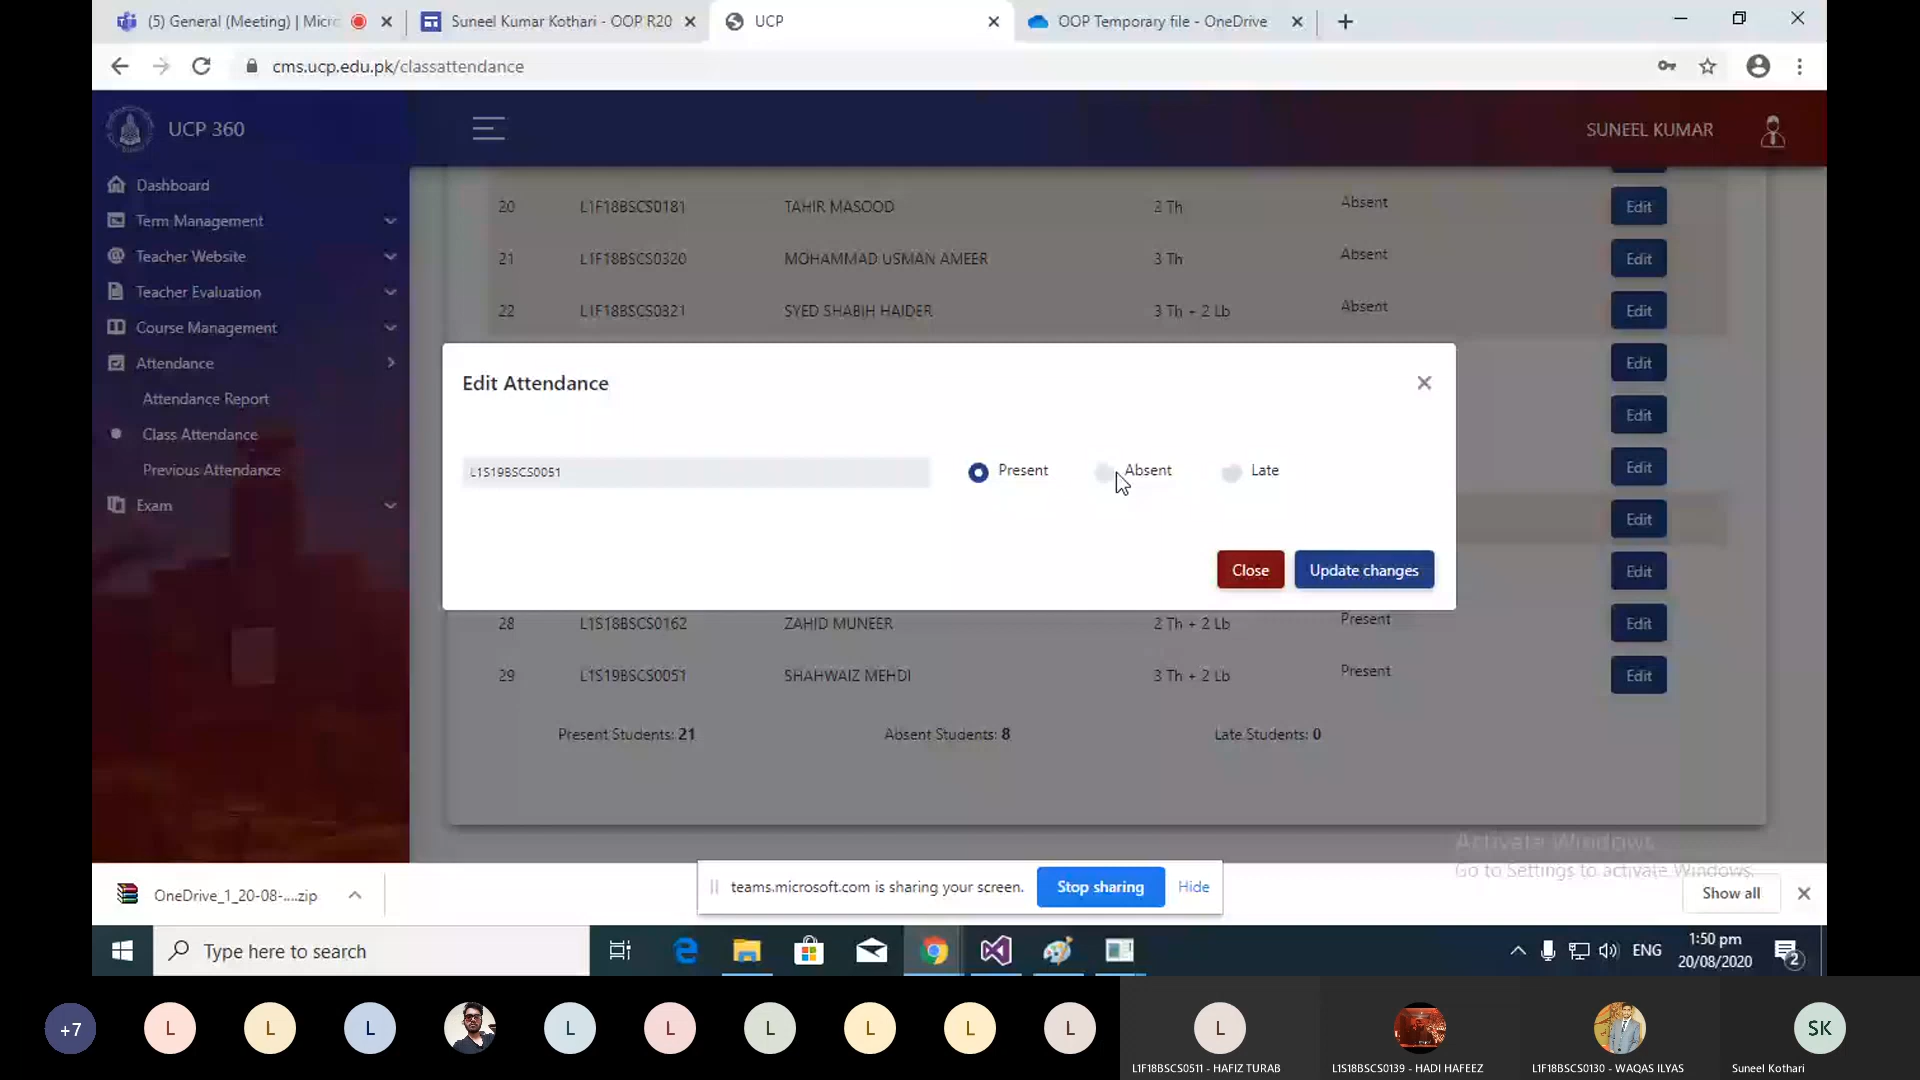 (5) General (Meeting) | Micro
Suneel Kumar Kothari - OOP R20
UCP
OOP Temporary file - OneDrive
cms.ucp.edu.pk/classattendance
UCP 360
SUNEEL KUMAR
Dashboard
Term Management
Teacher Website
Teacher Evaluation
Course Management
Attendance
Attendance Report
Class Attendance
Previous Attendance
Exam
20 L1F18BSCS0181 TAHIR MASOOD 2 Th Absent Edit
21 L1F18BSCS0320 MOHAMMAD USMAN AMEER 3 Th Absent Edit
22 L1F18BSCS0321 SYED SHABIH HAIDER 3 Th + 2 Lb Absent Edit
Edit
Edit
Edit
Edit
Edit
Edit Attendance
L1S19BSCS0051 Present Absent Late
Close Update changes
28 L1S18BSCS0162 ZAHID MUNEER 2 Th + 2 Lb Present Edit
29 L1S19BSCS0051 SHAHWAIZ MEHDI 3 Th + 2 Lb Present Edit
Present Students: 21 Absent Students: 8 Late Students: 0
Activate Windows
Go to Settings to activate Windows.
OneDrive_1_20-08-....zip
teams.microsoft.com is sharing your screen. Stop sharing Hide
Show all
Type here to search
ENG
1:50 pm
20/08/2020
2
+7 L L L L L L L L L L SK
L1F18BSCS0511 - HAFIZ TURAB
L1S18BSCS0139 - HADI HAFEEZ
L1F18BSCS0130 - WAQAS ILYAS
Suneel Kothari